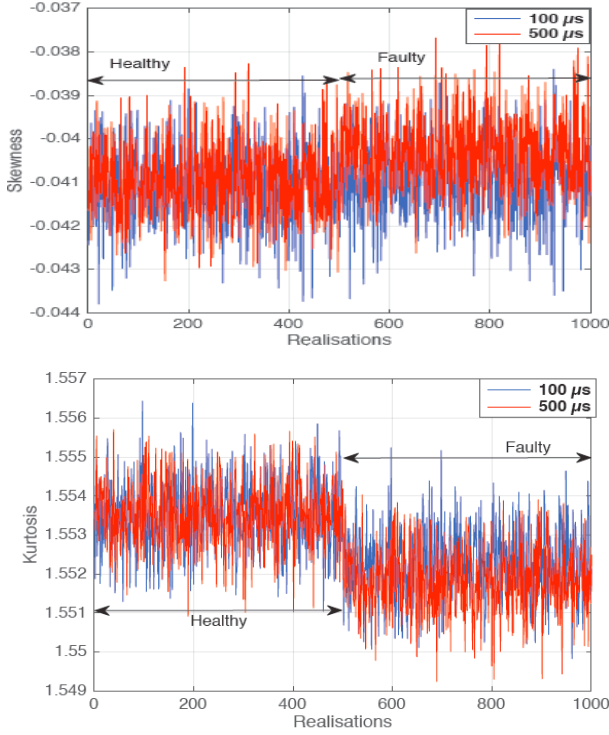 -0.037
100 µs
500 µs
-0.038
Healthy
Faulty
-0.039
-0.04
Skewness
-0.041
-0.042
-0.043
-0.044
0 200 400 600 800 1000
Realisations
1.557
100 µs
500 µs
1.556
1.555
Faulty
1.554
Kurtosis
1.553
1.552
1.551
Healthy
1.55
1.549
0 200 400 600 800 1000
Realisations